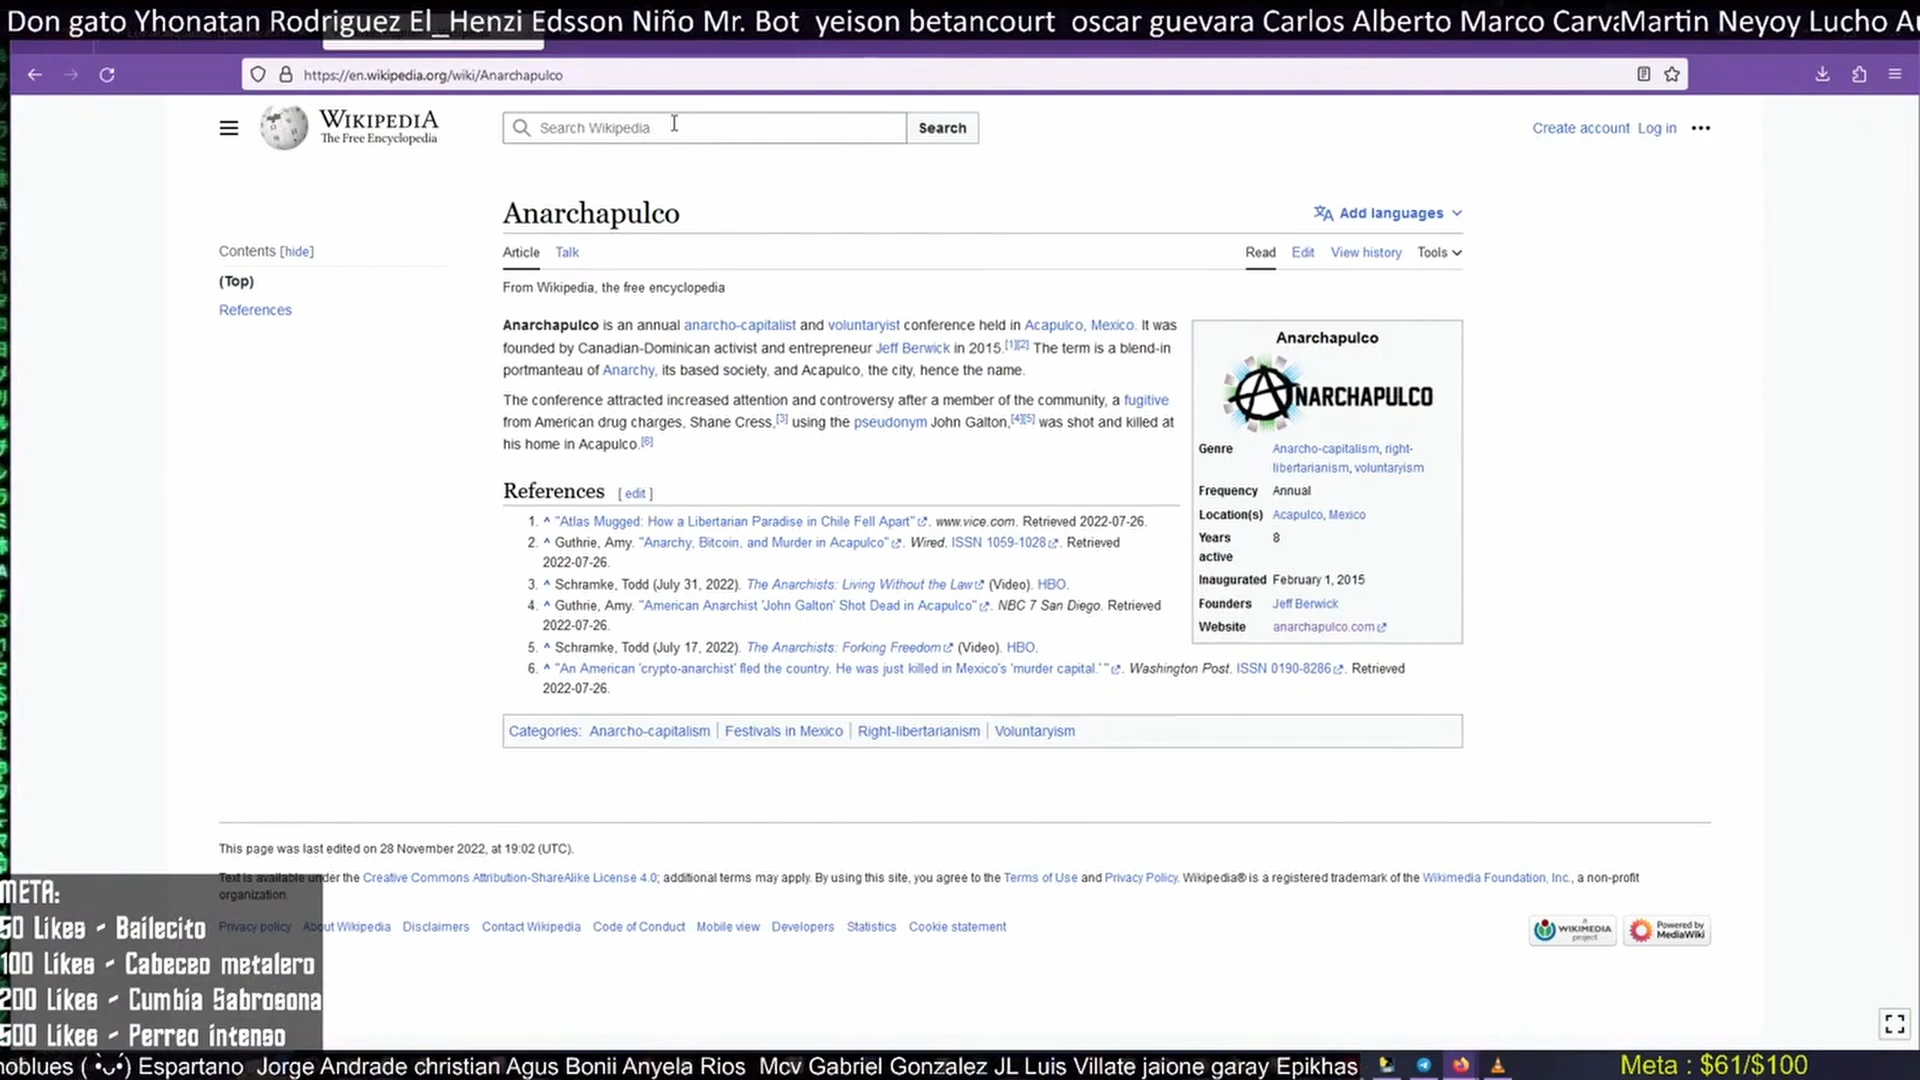 Don gato Yhonatan Rodriguez El_Henzi Edsson Niño Mr. Bot  yeison betancourt  oscar guevara Carlos Alberto Marco Carva Martin Neyoy Lucho
https://en.wikipedia.org/wiki/Anarchapulco
WIKIPEDIA
The Free Encyclopedia
Search Wikipedia
Search
Create account Log in
Anarchapulco
Add languages
Contents [hide]
(Top)
References
Article Talk
Read Edit View history Tools
From Wikipedia, the free encyclopedia
Anarchapulco is an annual anarcho-capitalist and voluntaryist conference held in Acapulco, Mexico. It was
founded by Canadian-Dominican activist and entrepreneur Jeff Berwick in 2015.[1][2] The term is a blend-in
portmanteau of Anarchy, its based society, and Acapulco, the city, hence the name.
The conference attracted increased attention and controversy after a member of the community, a fugitive
from American drug charges, Shane Cress,[3] using the pseudonym John Galton,[4][5] was shot and killed at
his home in Acapulco.[6]
Anarchapulco
ANARCHAPULCO
Genre Anarcho-capitalism, right-
libertarianism, voluntaryism
Frequency Annual
Location(s) Acapulco, Mexico
Years 8
active
Inaugurated February 1, 2015
Founders Jeff Berwick
Website anarchapulco.com
References [ edit ]
1. ^ "Atlas Mugged: How a Libertarian Paradise in Chile Fell Apart". www.vice.com. Retrieved 2022-07-26.
2. ^ Guthrie, Amy. "Anarchy, Bitcoin, and Murder in Acapulco". Wired. ISSN 1059-1028. Retrieved
2022-07-26.
3. ^ Schramke, Todd (July 31, 2022). The Anarchists: Living Without the Law (Video). HBO.
4. ^ Guthrie, Amy. "American Anarchist 'John Galton' Shot Dead in Acapulco". NBC 7 San Diego. Retrieved
2022-07-26.
5. ^ Schramke, Todd (July 17, 2022). The Anarchists: Forking Freedom (Video). HBO.
6. ^ "An American 'crypto-anarchist' fled the country. He was just killed in Mexico's 'murder capital.' ". Washington Post. ISSN 0190-8286. Retrieved
2022-07-26.
Categories: Anarcho-capitalism | Festivals in Mexico | Right-libertarianism | Voluntaryism
This page was last edited on 28 November 2022, at 19:02 (UTC).
Text is available under the Creative Commons Attribution-ShareAlike License 4.0; additional terms may apply. By using this site, you agree to the Terms of Use and Privacy Policy. Wikipedia® is a registered trademark of the Wikimedia Foundation, Inc., a non-profit
organization.
Privacy policy About Wikipedia Disclaimers Contact Wikipedia Code of Conduct Mobile view Developers Statistics Cookie statement
a WIKIMEDIA project
Powered by MediaWiki
META:
50 Likes - Bailecito
100 Likes - Cabeceo metalero
200 Likes - Cumbia Sabrosona
500 Likes - Perreo intenso
noblues ( ᵔᴗᵔ ) Espartano  Jorge Andrade christian Agus Bonii Anyela Rios  Mcv Gabriel Gonzalez JL Luis Villate jaione garay Epikhas
Meta : $61/$100